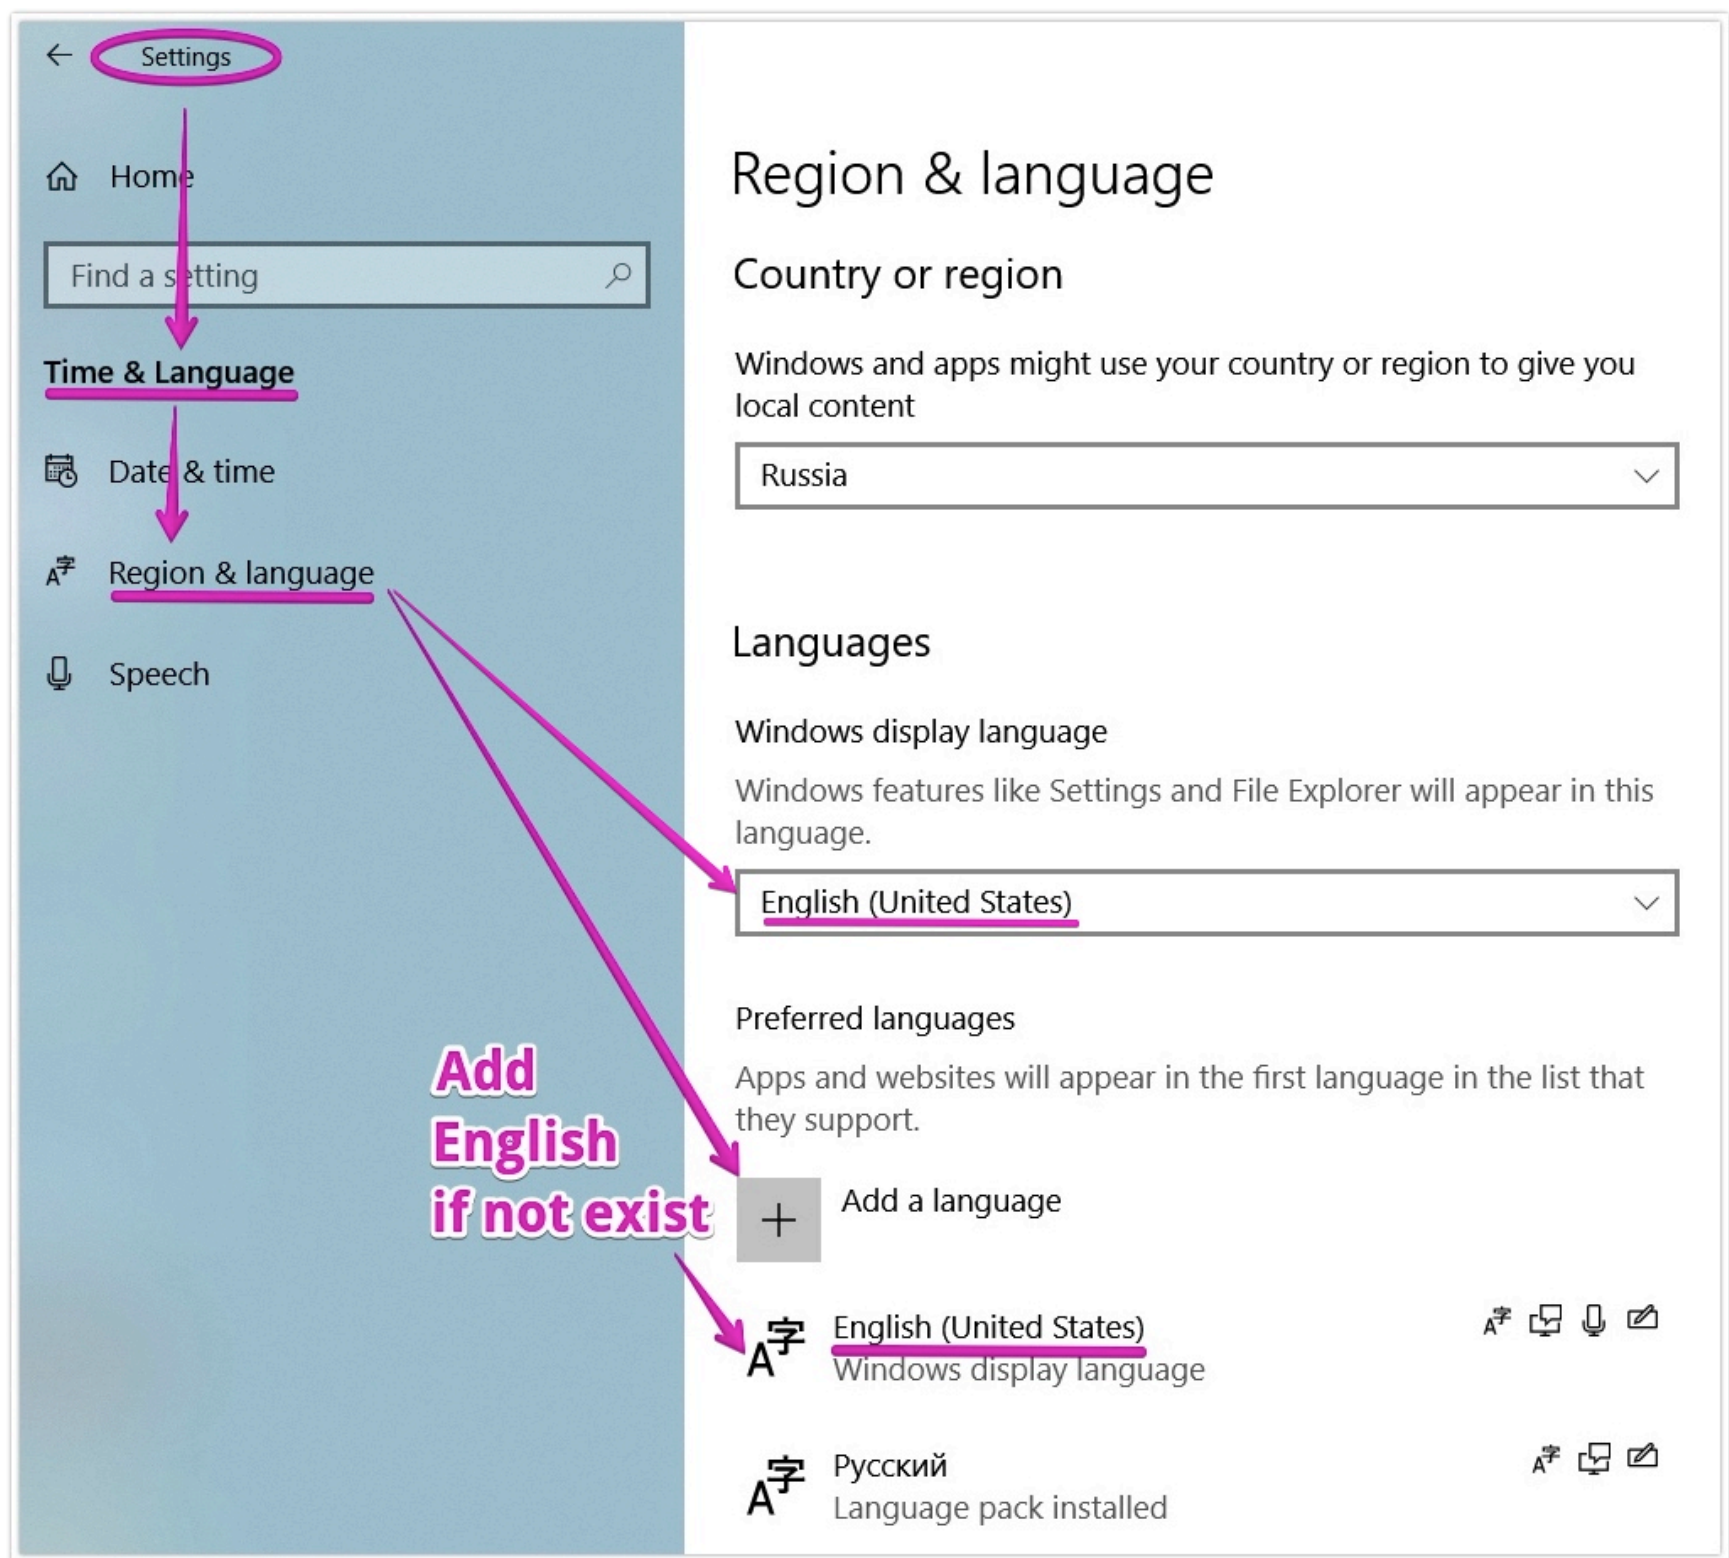 Settings
Home
Find a setting
Time & Language
Date & time
Region & language
Speech
Add
English
if not exist
Region & language
Country or region
Windows and apps might use your country or region to give you
local content
Russia
Languages
Windows display language
Windows features like Settings and File Explorer will appear in this
language.
English (United States)
Preferred languages
Apps and websites will appear in the first language in the list that
they support.
Add a language
English (United States)
Windows display language
Русский
Language pack installed